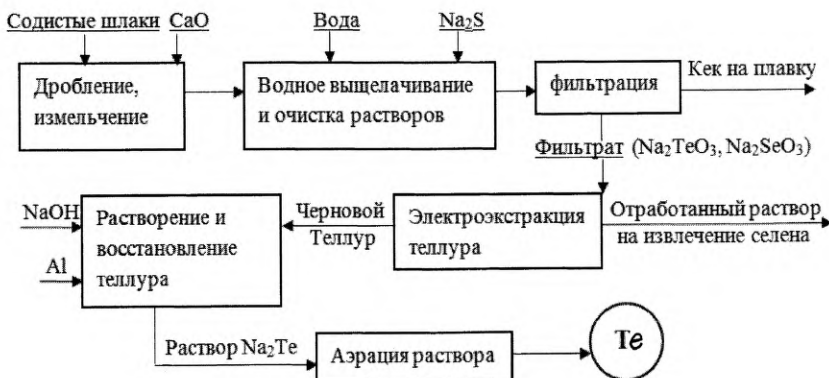 Содистые шлаки CaO
Вода
Na₂S
Дробление,
измельчение
Водное выщелачивание
и очистка растворов
фильтрация
Кек на плавку
Фильтрат (Na₂TeO₃, Na₂SeO₃)
NaOH
Al
Растворение и
восстановление
теллура
Черновой
Теллур
Электроэкстракция
теллура
Отработанный раствор
на извлечение селена
Раствор Na₂Te
Аэрация раствора
Te